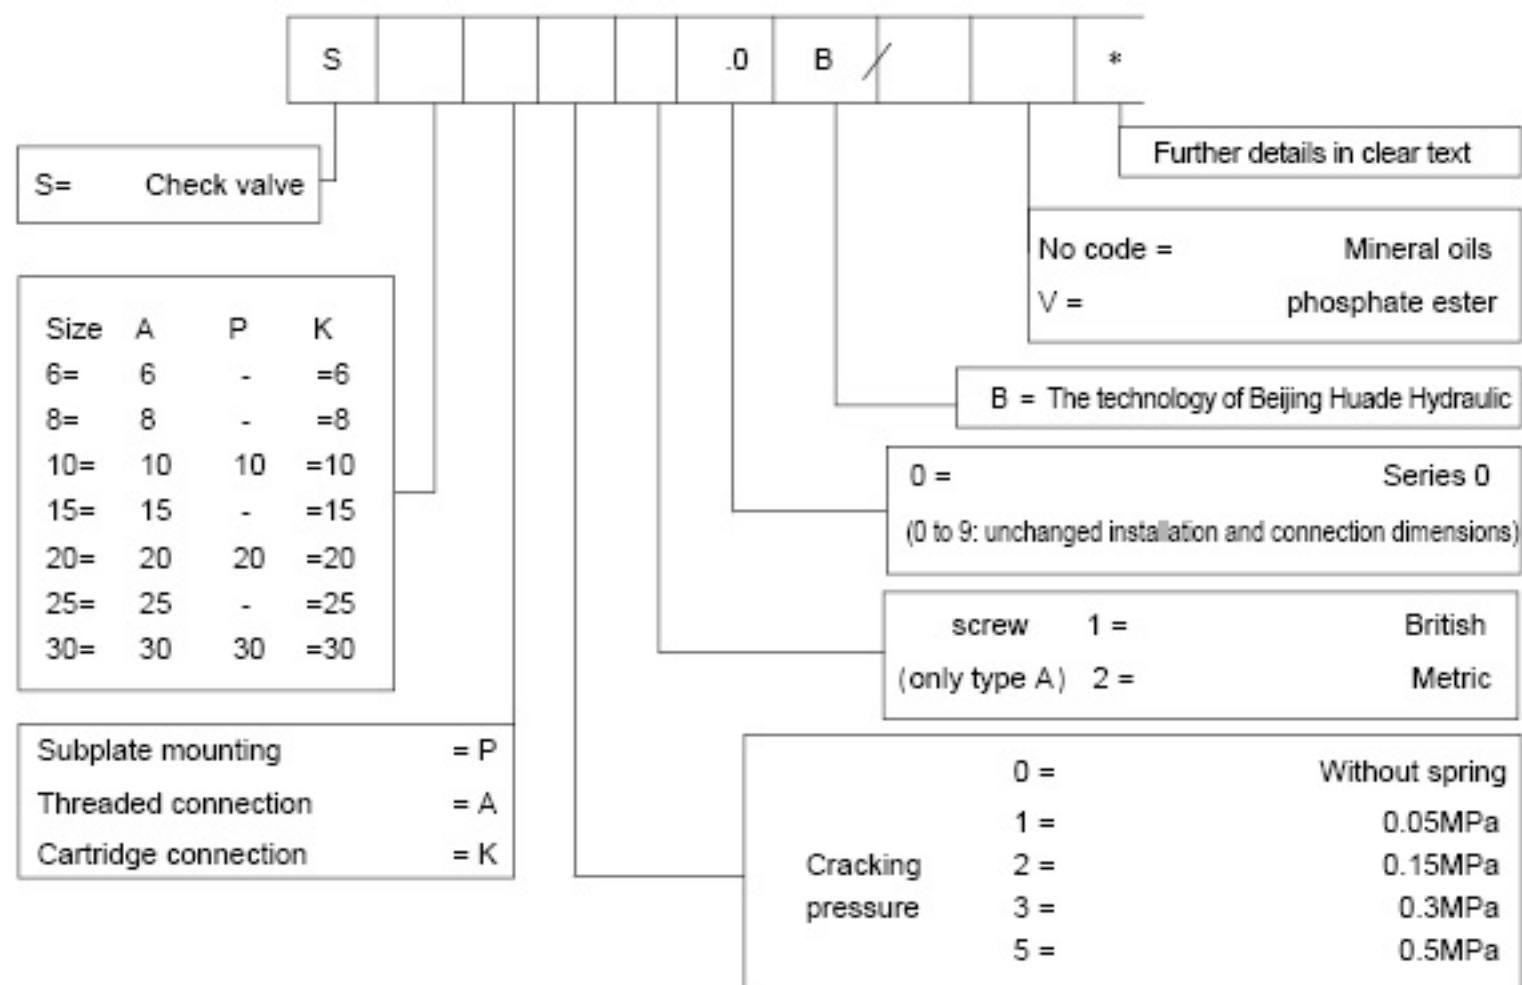 S .0 B / *
Further details in clear text
S= Check valve
No code = Mineral oils
V = phosphate ester
Size A P K
6= 6 - =6
8= 8 - =8
10= 10 10 =10
15= 15 - =15
20= 20 20 =20
25= 25 - =25
30= 30 30 =30
B = The technology of Beijing Huade Hydraulic
0 = Series 0
(0 to 9: unchanged installation and connection dimensions)
screw 1 = British
(only type A) 2 = Metric
Subplate mounting = P
Threaded connection = A
Cartridge connection = K
0 = Without spring
1 = 0.05MPa
Cracking 2 = 0.15MPa
pressure 3 = 0.3MPa
5 = 0.5MPa